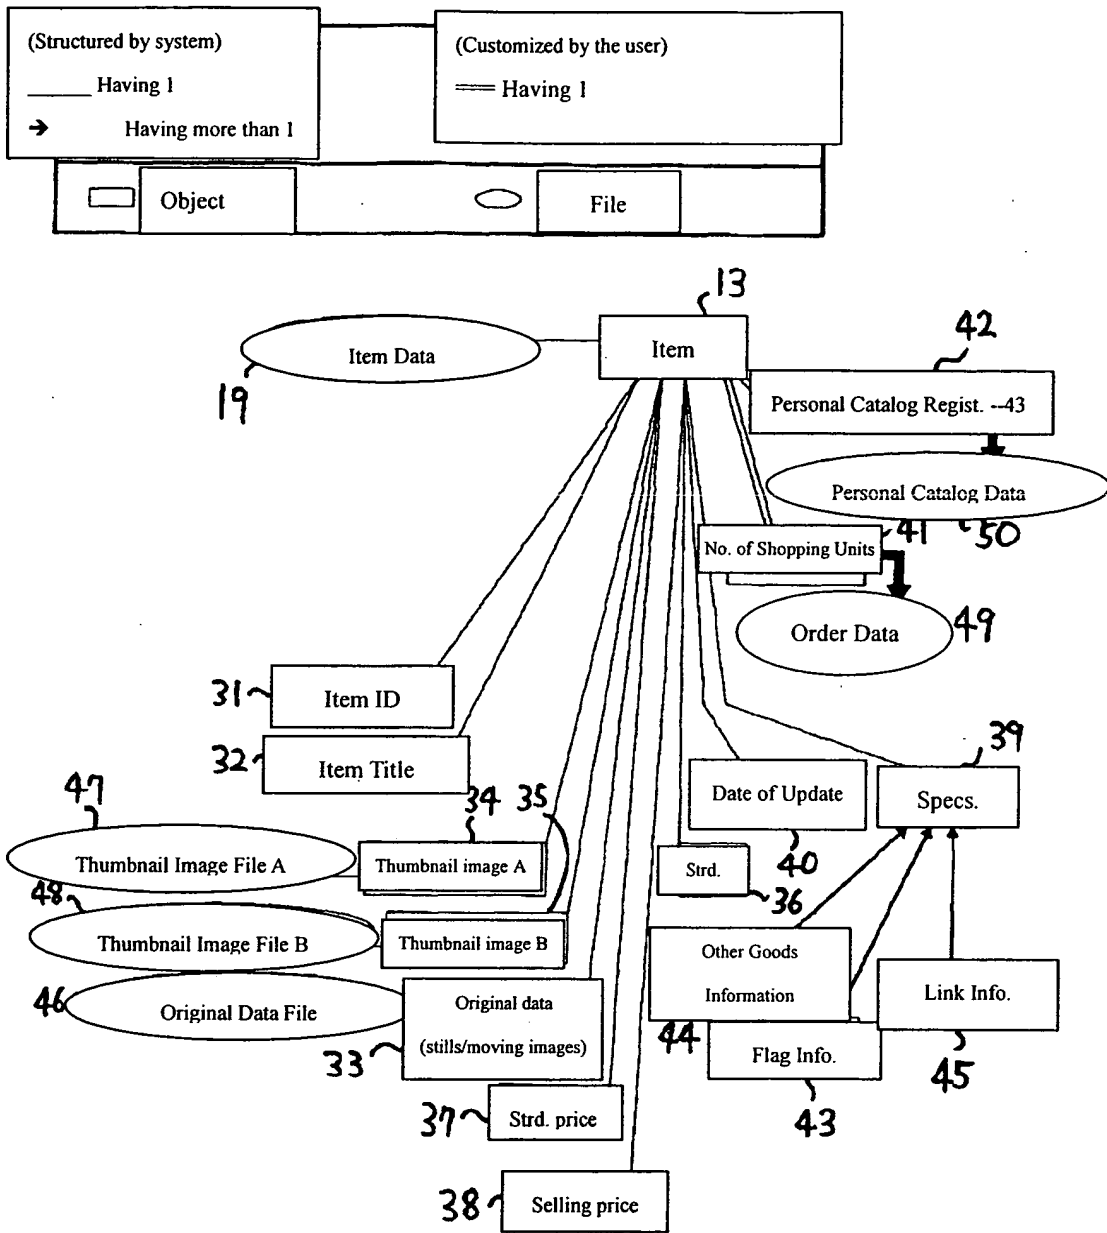 (Structured by system)
Having 1
Having more than 1
(Customized by the user)
Having 1
Object
File
13
Item Data
Item
42
19
Personal Catalog Regist. --43
Personal Catalog Data
41
50
No. of Shopping Units
Order Data
49
31
Item ID
32
Item Title
39
47
34
35
Date of Update
Specs.
Thumbnail Image File A
Thumbnail image A
40
Strd.
36
48
Thumbnail Image File B
Thumbnail image B
Other Goods
Information
46
Original Data File
Original data
(stills/moving images)
33
Link Info.
44
Flag Info.
45
43
37
Strd. price
38
Selling price